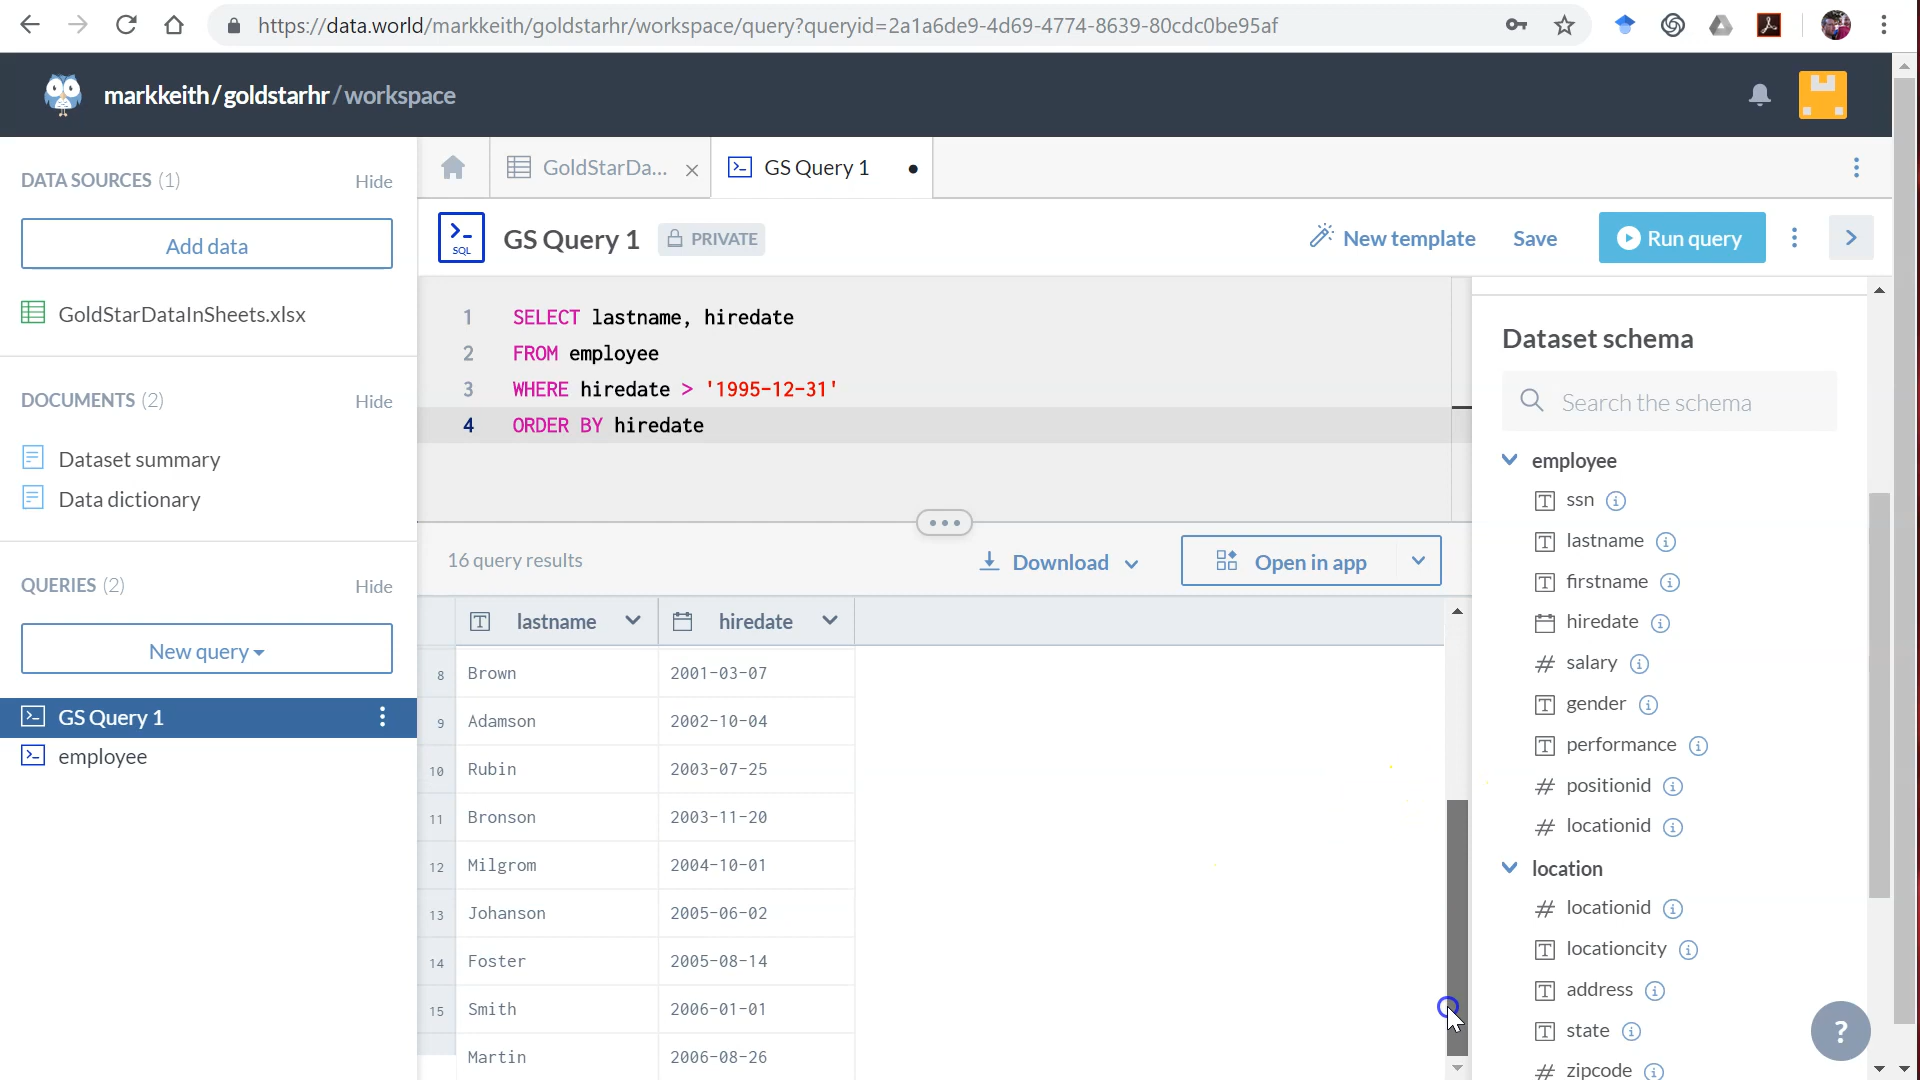 https://data.world/markkeith/goldstarhr/workspace/query?queryid=2a1a6de9-4d69-4774-8639-80cdc0be95af
markkeith/goldstarhr/workspace
DATA SOURCES (1)
Hide
Add data
GoldStarDataInSheets.xlsx
DOCUMENTS (2)
Hide
Dataset summary
Data dictionary
QUERIES (2)
Hide
New query
GS Query 1
employee
GoldStarDa...
GS Query 1
SQL
GS Query 1
PRIVATE
New template
Save
Run query
1 SELECT lastname, hiredate
2 FROM employee
3 WHERE hiredate > '1995-12-31'
4 ORDER BY hiredate
16 query results
Download
Open in app
lastname hiredate
8 Brown 2001-03-07
9 Adamson 2002-10-04
10 Rubin 2003-07-25
11 Bronson 2003-11-20
12 Milgrom 2004-10-01
13 Johanson 2005-06-02
14 Foster 2005-08-14
15 Smith 2006-01-01
Martin 2006-08-26
Dataset schema
Search the schema
employee
ssn
lastname
firstname
hiredate
# salary
gender
performance
# positionid
# locationid
location
# locationid
locationcity
address
state
# zipcode
?